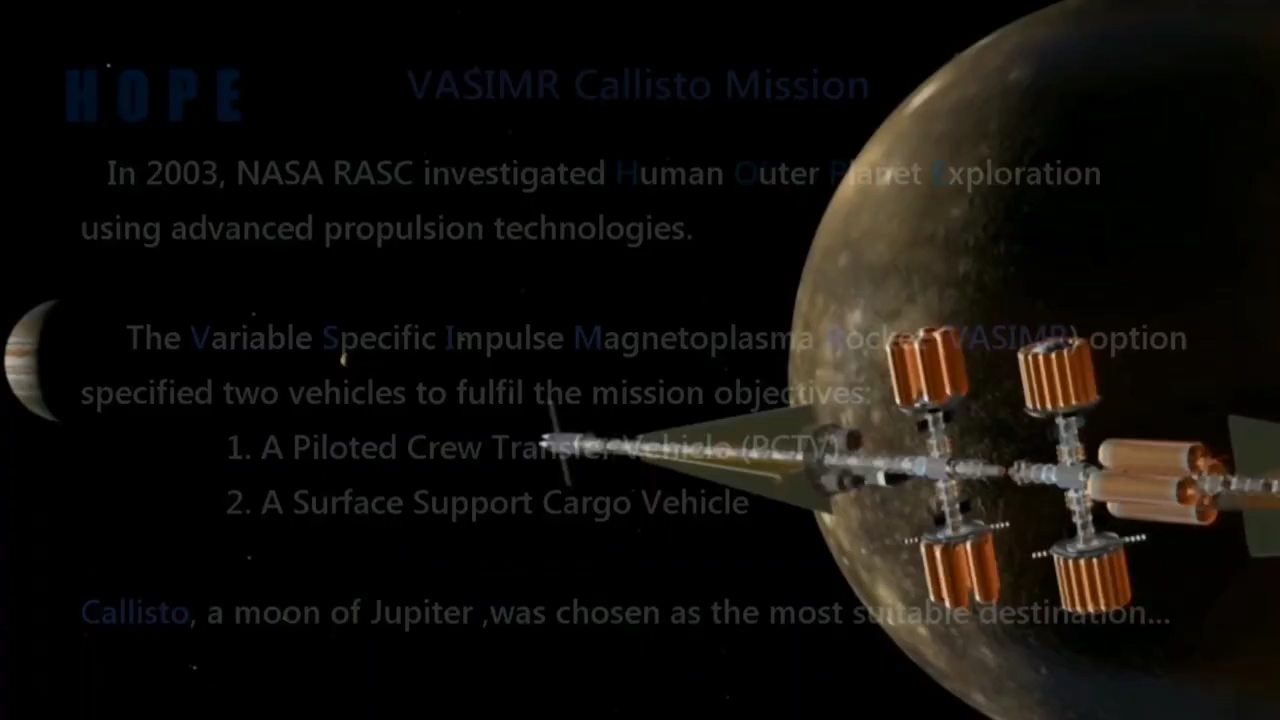 HOPE VASIMR Callisto Mission
In 2003, NASA RASC investigated Human Outer Planet Exploration
using advanced propulsion technologies.
The Variable Specific Impulse Magnetoplasma Rocket (VASIMR) option
specified two vehicles to fulfil the mission objectives:
1. A Piloted Crew Transfer Vehicle (PCTV)
2. A Surface Support Cargo Vehicle
Callisto, a moon of Jupiter ,was chosen as the most suitable destination...